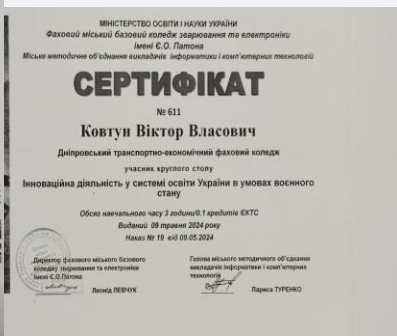 МІНІСТЕРСТВО ОСВІТИ І НАУКИ УКРАЇНИ
Фаховий міський базовий коледж зварювання та електроніки
імені Є.О. Патона
Міське методичне об'єднання викладачів інформатики і комп'ютерних технологій
СЕРТИФІКАТ
№ 611
Ковтун Віктор Власович
Дніпровський транспортно-економічний фаховий коледж
учасник круглого столу
Інноваційна діяльність у системі освіти України в умовах воєнного
стану
Обсяг навчального часу 3 години/0.1 кредитів ЄКТС
Виданий 09 травня 2024 року
Наказ № 19 від 09.05.2024
Директор фахового міського базового
коледжу зварювання та електроніки
імені Є.О.Патона
Леонід ЛЕВЧУК
Голова міського методичного об'єднання
викладачів інформатики і комп'ютерних
технологій
Лариса ТУРЕНКО